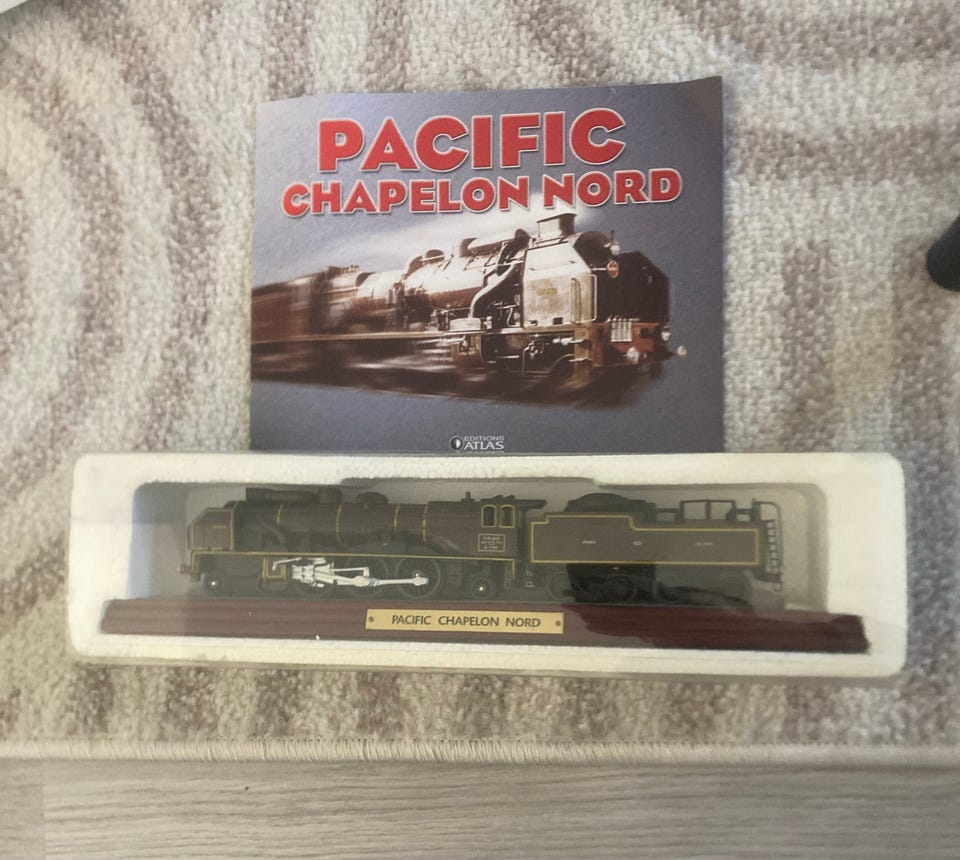 PACIFIC
CHAPELON NORD
EDITIONS
ATLAS
PACIFIC CHAPELON NORD